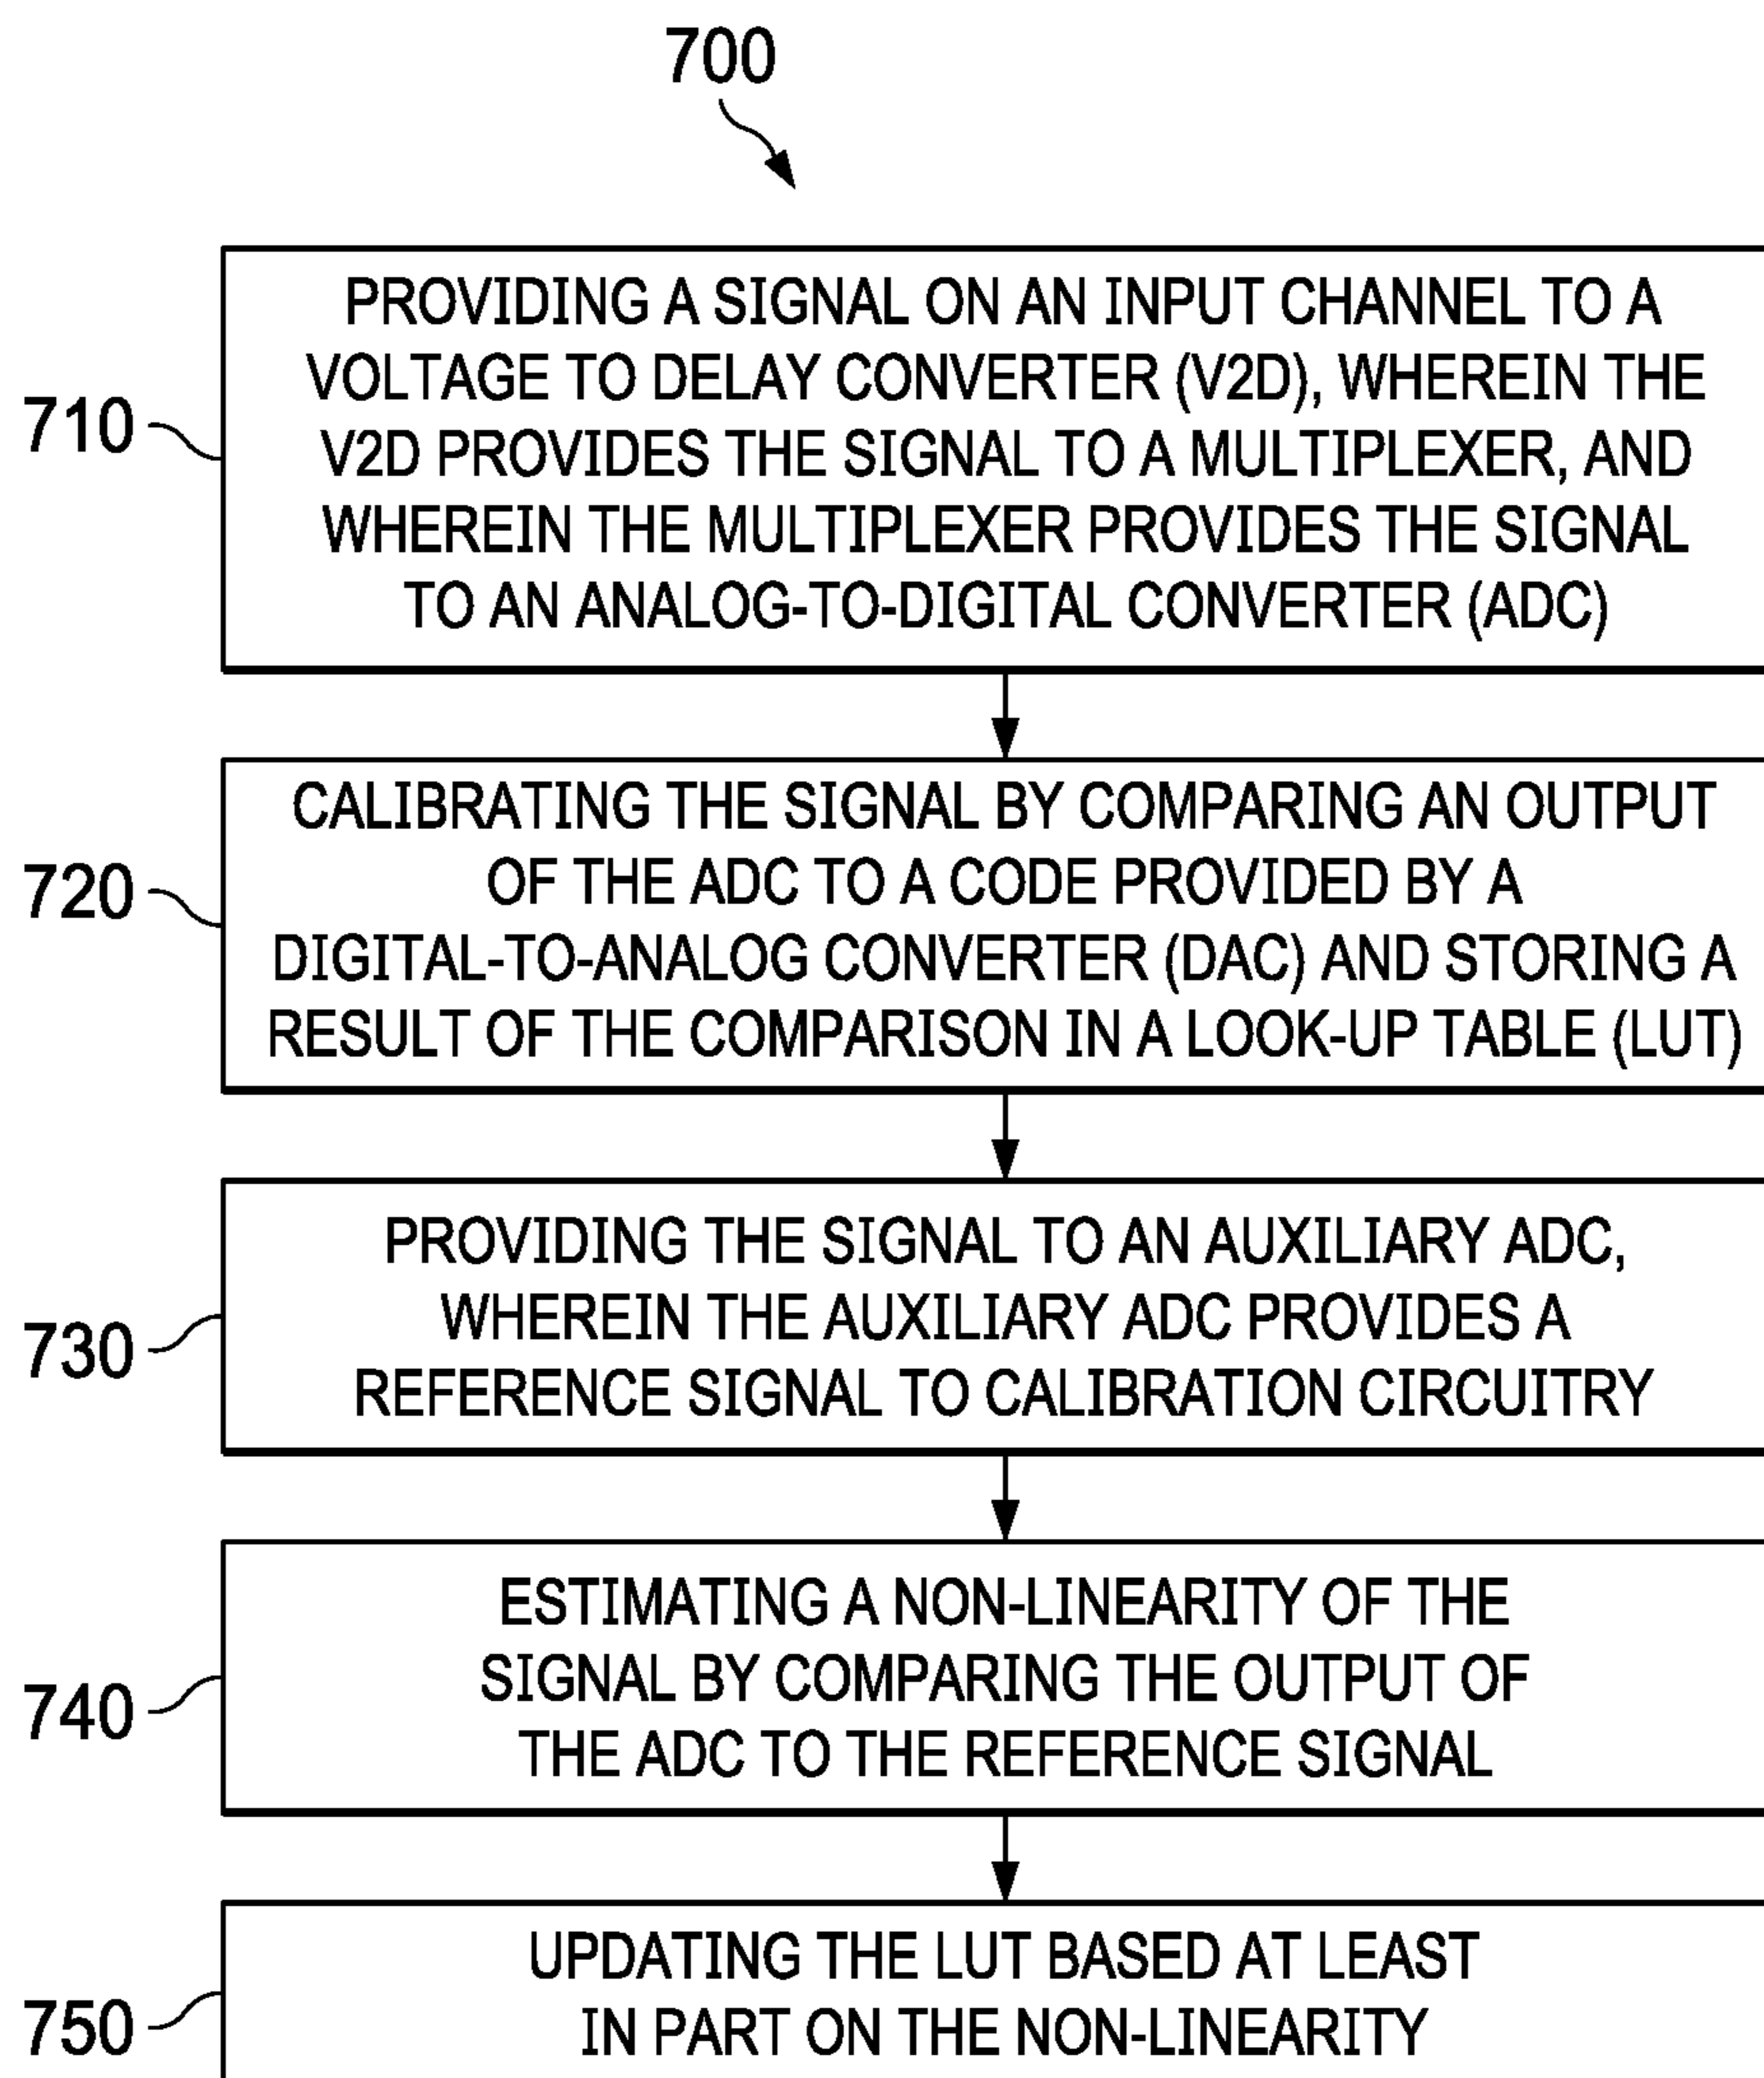 700
710
PROVIDING A SIGNAL ON AN INPUT CHANNEL TO A
VOLTAGE TO DELAY CONVERTER (V2D), WHEREIN THE
V2D PROVIDES THE SIGNAL TO A MULTIPLEXER, AND
WHEREIN THE MULTIPLEXER PROVIDES THE SIGNAL
TO AN ANALOG-TO-DIGITAL CONVERTER (ADC)
720
CALIBRATING THE SIGNAL BY COMPARING AN OUTPUT
OF THE ADC TO A CODE PROVIDED BY A
DIGITAL-TO-ANALOG CONVERTER (DAC) AND STORING A
RESULT OF THE COMPARISON IN A LOOK-UP TABLE (LUT)
730
PROVIDING THE SIGNAL TO AN AUXILIARY ADC,
WHEREIN THE AUXILIARY ADC PROVIDES A
REFERENCE SIGNAL TO CALIBRATION CIRCUITRY
740
ESTIMATING A NON-LINEARITY OF THE
SIGNAL BY COMPARING THE OUTPUT OF
THE ADC TO THE REFERENCE SIGNAL
750
UPDATING THE LUT BASED AT LEAST
IN PART ON THE NON-LINEARITY